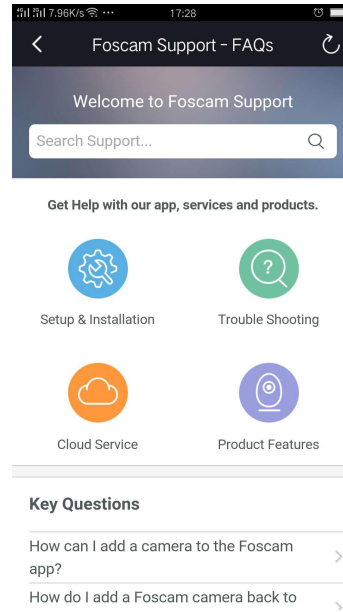 4G 3G 7.96K/s ··· 17:28
Foscam Support - FAQs
Welcome to Foscam Support
Search Support...
Get Help with our app, services and products.
Setup & Installation
Trouble Shooting
Cloud Service
Product Features
Key Questions
How can I add a camera to the Foscam
app?
How do I add a Foscam camera back to